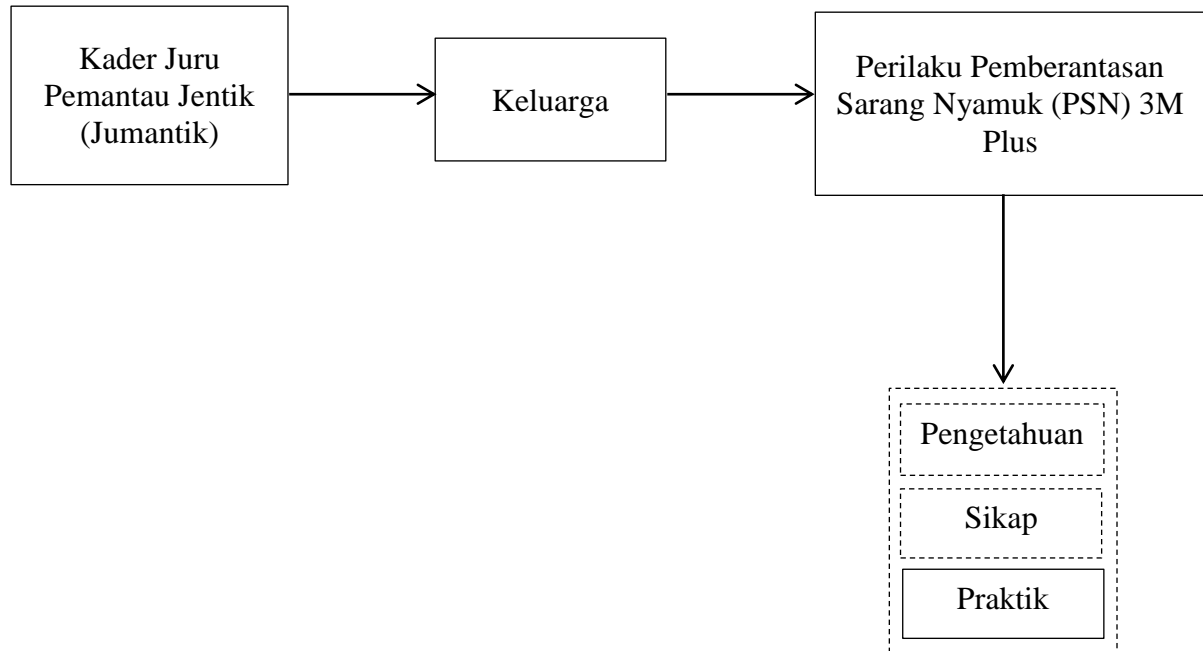 Kader Juru
Pemantau Jentik
(Jumantik)
Keluarga
Perilaku Pemberantasan
Sarang Nyamuk (PSN) 3M
Plus
Pengetahuan
Sikap
Praktik